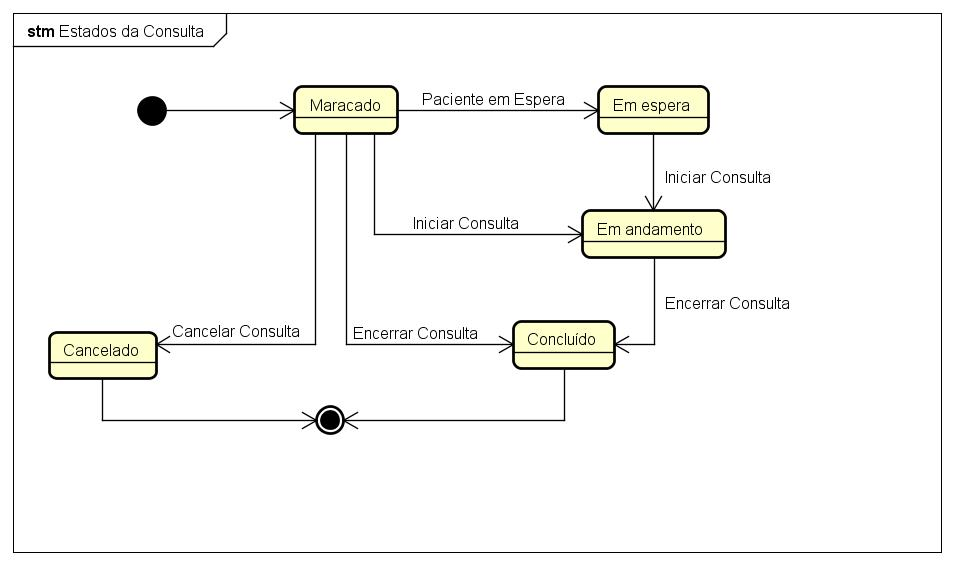 stm Estados da Consulta
Maracado
Paciente em Espera
Em espera
Iniciar Consulta
Iniciar Consulta
Em andamento
Encerrar Consulta
Cancelar Consulta
Encerrar Consulta
Concluído
Cancelado